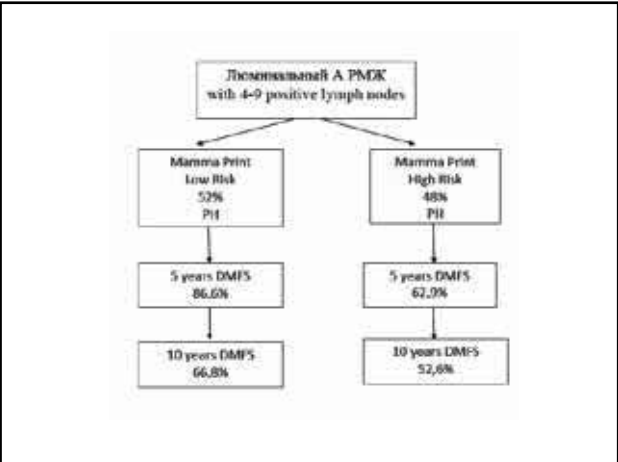 Люминальный А РМЖ
with 4-9 positive lymph nodes
Mamma Print
Low Risk
52%
PH
Mamma Print
High Risk
48%
PH
5 years DMFS
86,6%
5 years DMFS
62,9%
10 years DMFS
66,8%
10 years DMFS
52,6%